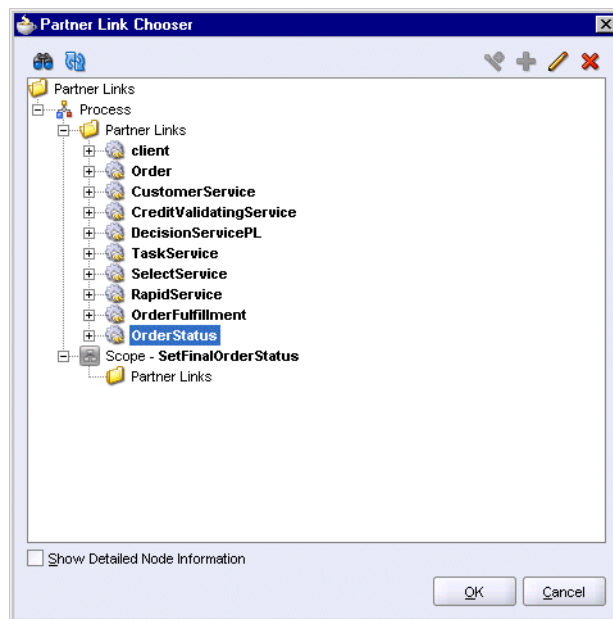 Partner Link Chooser
Partner Links
Process
Partner Links
client
Order
CustomerService
CreditValidatingService
DecisionServicePL
TaskService
SelectService
RapidService
OrderFulfillment
OrderStatus
Scope - SetFinalOrderStatus
Partner Links
Show Detailed Node Information
OK Cancel